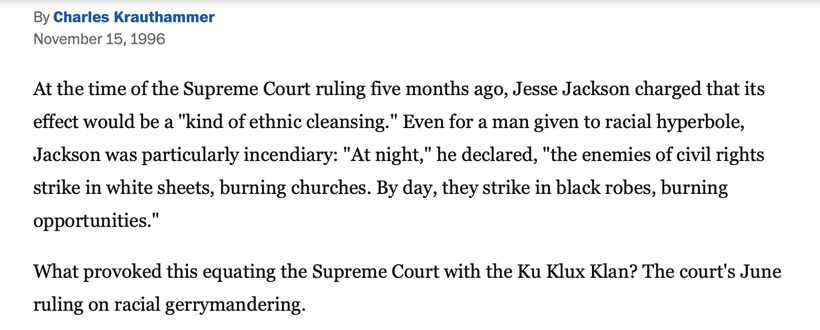 By Charles Krauthammer
November 15, 1996
At the time of the Supreme Court ruling five months ago, Jesse Jackson charged that its
effect would be a "kind of ethnic cleansing." Even for a man given to racial hyperbole,
Jackson was particularly incendiary: "At night," he declared, "the enemies of civil rights
strike in white sheets, burning churches. By day, they strike in black robes, burning
opportunities."
What provoked this equating the Supreme Court with the Ku Klux Klan? The court's June
ruling on racial gerrymandering.